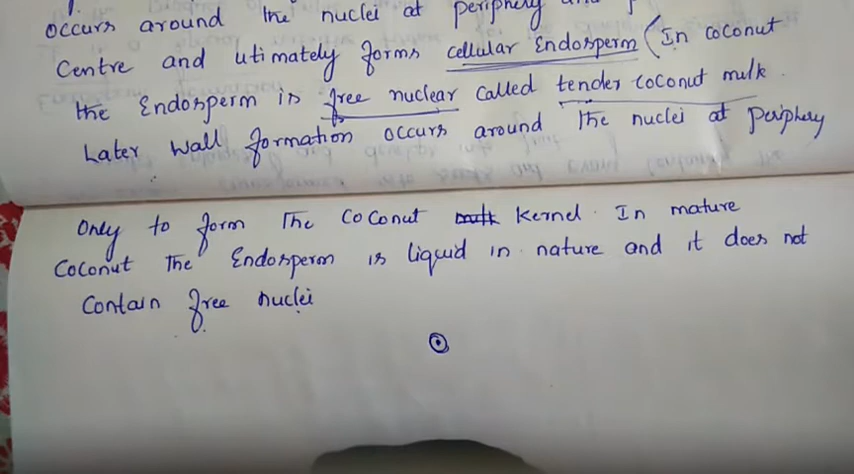 occurs around the nuclei at periphery
Centre and utimately forms cellular Endosperm (In coconut
the Endosperm is free nuclear called tender coconut milk.
Later wall formation occurs around The nuclei at periphery
Only to form The Coconut milk Kernel. In mature
Coconut The Endosperm is liquid in nature and it does not
Contain free nuclei